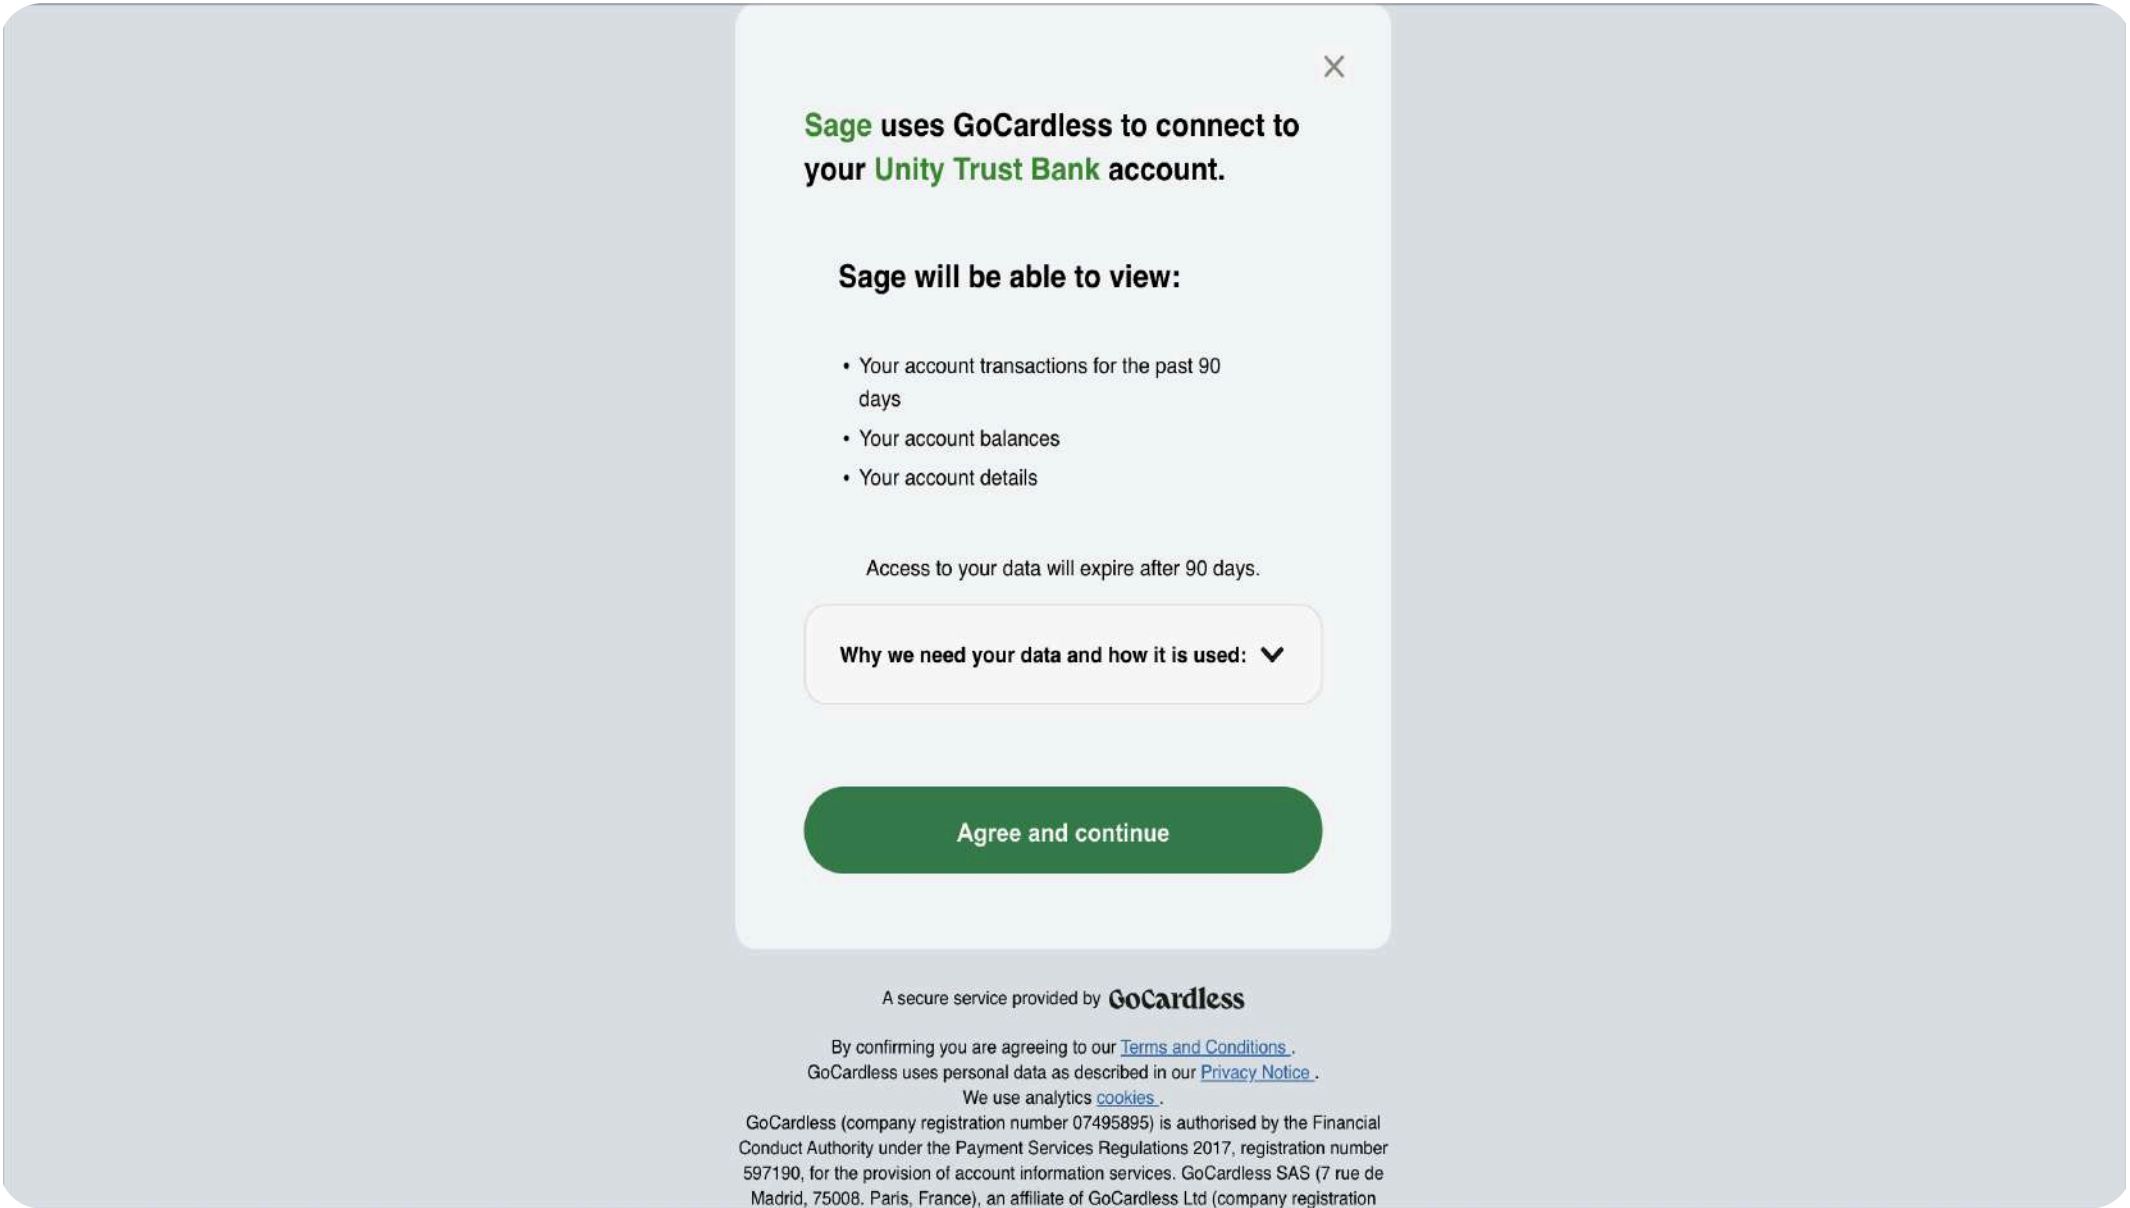 Sage uses GoCardless to connect to
your Unity Trust Bank account.
Sage will be able to view:
• Your account transactions for the past 90
days
• Your account balances
• Your account details
Access to your data will expire after 90 days.
Why we need your data and how it is used:
Agree and continue
A secure service provided by GoCardless
By confirming you are agreeing to our Terms and Conditions .
GoCardless uses personal data as described in our Privacy Notice .
We use analytics cookies .
GoCardless (company registration number 07495895) is authorised by the Financial
Conduct Authority under the Payment Services Regulations 2017, registration number
597190, for the provision of account information services. GoCardless SAS (7 rue de
Madrid, 75008. Paris, France), an affiliate of GoCardless Ltd (company registration